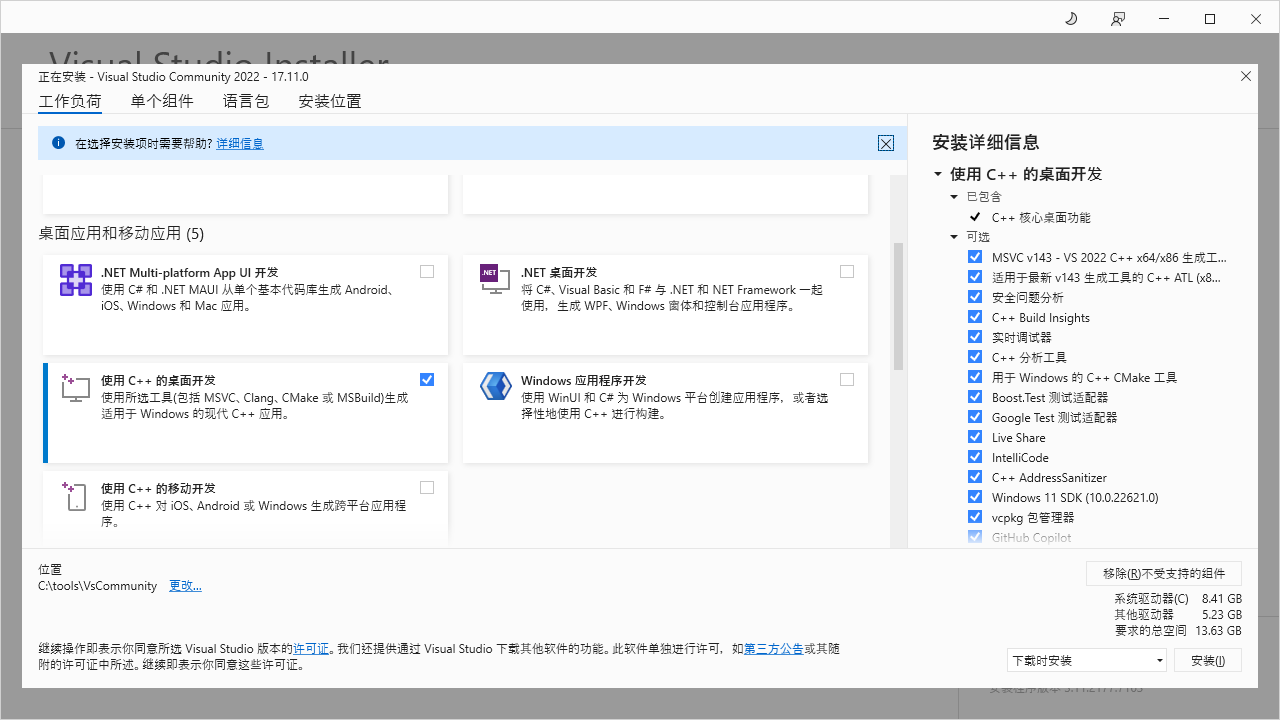 Visual Studio Installer
正在安装 - Visual Studio Community 2022 - 17.11.0
工作负荷 单个组件 语言包 安装位置
在选择安装项时需要帮助? 详细信息
桌面应用和移动应用 (5)
.NET Multi-platform App UI 开发
使用 C# 和 .NET MAUI 从单个基本代码库生成 Android、
iOS、Windows 和 Mac 应用。
.NET 桌面开发
将 C#、Visual Basic 和 F# 与 .NET 和.NET Framework 一起
使用，生成 WPF、Windows 窗体和控制台应用程序。
使用 C++ 的桌面开发
使用所选工具(包括 MSVC、Clang、CMake 或 MSBuild)生成
适用于 Windows 的现代 C++ 应用。
Windows 应用程序开发
使用 WinUI 和 C# 为 Windows 平台创建应用程序，或者选
择性地使用 C++ 进行构建。
使用 C++ 的移动开发
使用 C++ 对 iOS、Android 或 Windows 生成跨平台应用程
序。
安装详细信息
使用 C++ 的桌面开发
已包含
C++ 核心桌面功能
可选
MSVC v143 - VS 2022 C++ x64/x86 生成工...
适用于最新 v143 生成工具的 C++ ATL (x8...
安全问题分析
C++ Build Insights
实时调试器
C++ 分析工具
用于 Windows 的 C++ CMake 工具
Boost.Test 测试适配器
Google Test 测试适配器
Live Share
IntelliCode
C++ AddressSanitizer
Windows 11 SDK (10.0.22621.0)
vcpkg 包管理器
GitHub Copilot
位置
C:\tools\VsCommunity 更改...
移除(R)不受支持的组件
系统驱动器(C) 8.41 GB
其他驱动器 5.23 GB
要求的总空间 13.63 GB
继续操作即表示你同意所选 Visual Studio 版本的许可证。我们还提供通过 Visual Studio 下载其他软件的功能。此软件单独进行许可，如第三方公告或其随
附的许可证中所述。继续即表示你同意这些许可证。
下载时安装 安装(I)
安装程序版本 3.11.2177.7163